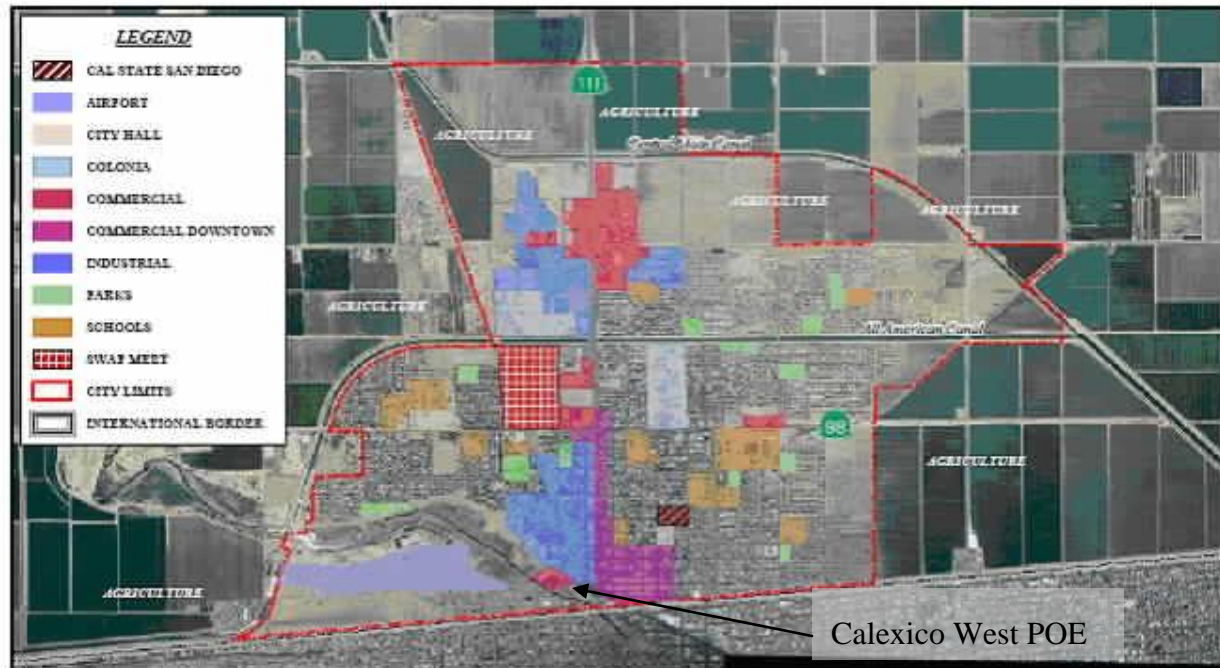 LEGEND
CAL STATE SAN DIEGO
AIRPORT
CITY HALL
COLONIA
COMMERCIAL
COMMERCIAL DOWNTOWN
INDUSTRIAL
PARKS
SCHOOLS
SWAP MEET
CITY LIMITS
INTERNATIONAL BORDER
111
AGRICULTURE
AGRICULTURE
Central Main Canal
AGRICULTURE
AGRICULTURE
AGRICULTURE
All American Canal
98
AGRICULTURE
AGRICULTURE
Calexico West POE